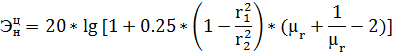 Э_н^ц = 20 * lg [1 + 0.25 * (1 − r_1^2 / r_2^2) * (μ_r + 1/μ_r − 2)]